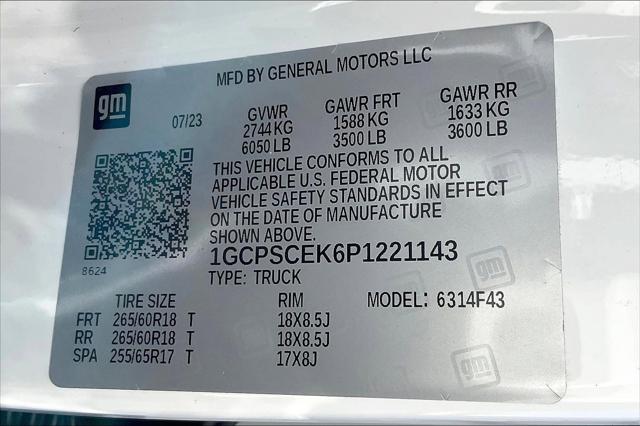 MFD BY GENERAL MOTORS LLC
gm
07/23
GVWR GAWR FRT GAWR RR
2744 KG 1588 KG 1633 KG
6050 LB 3500 LB 3600 LB
THIS VEHICLE CONFORMS TO ALL
APPLICABLE U.S. FEDERAL MOTOR
VEHICLE SAFETY STANDARDS IN EFFECT
ON THE DATE OF MANUFACTURE
SHOWN ABOVE.
8624
1GCPSCEK6P1221143
TYPE: TRUCK
TIRE SIZE RIM MODEL: 6314F43
FRT 265/60R18 T 18X8.5J
RR 265/60R18 T 18X8.5J
SPA 255/65R17 T 17X8J
gm
gm